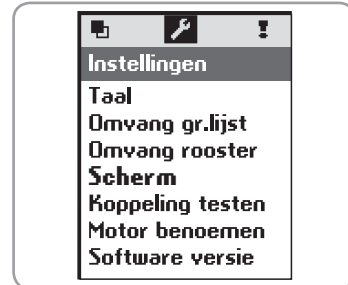 Instellingen
Taal
Omvang gr.lijst
Omvang rooster
Scherm
Koppeling testen
Motor benoemen
Software versie